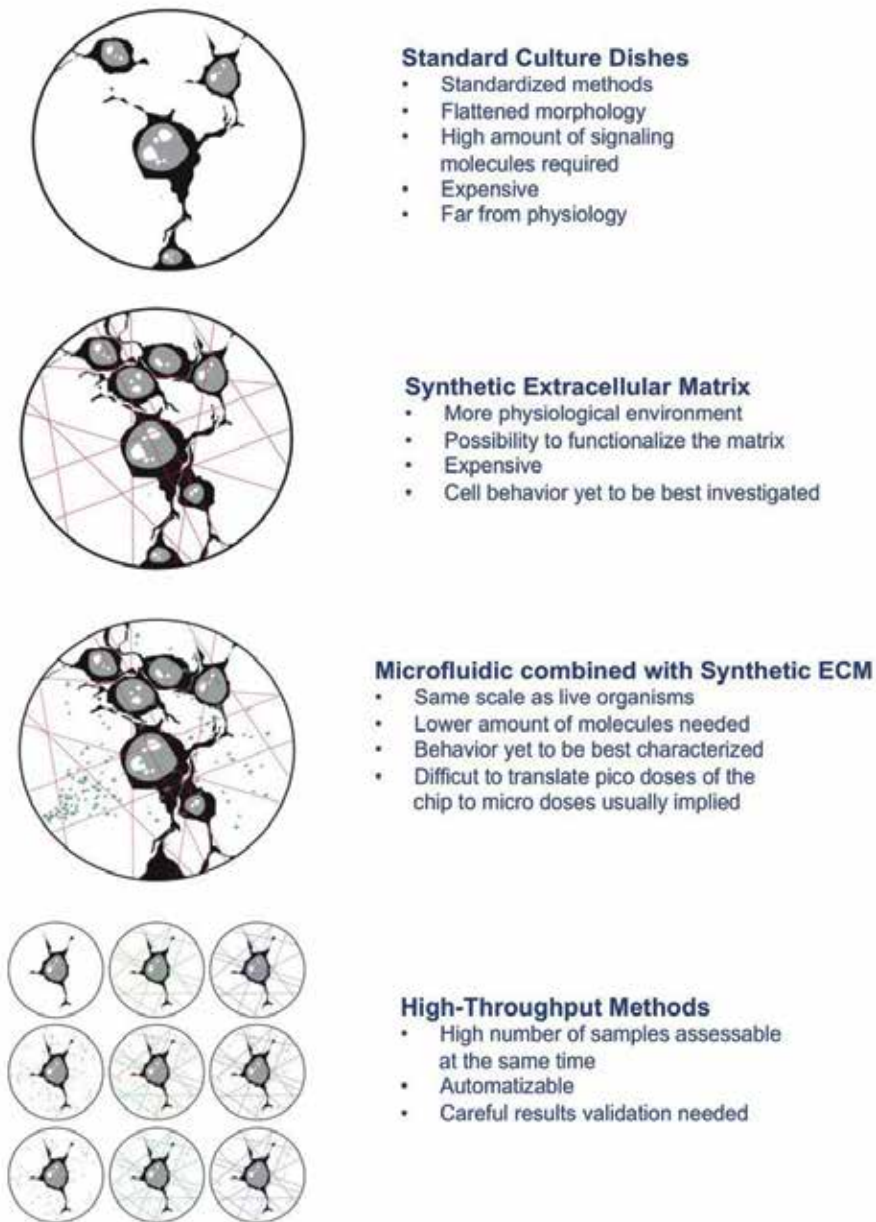 Standard Culture Dishes
• Standardized methods
• Flattened morphology
• High amount of signaling
molecules required
• Expensive
• Far from physiology
Synthetic Extracellular Matrix
• More physiological environment
• Possibility to functionalize the matrix
• Expensive
• Cell behavior yet to be best investigated
Microfluidic combined with Synthetic ECM
• Same scale as live organisms
• Lower amount of molecules needed
• Behavior yet to be best characterized
• Difficut to translate pico doses of the
chip to micro doses usually implied
High-Throughput Methods
• High number of samples assessable
at the same time
• Automatizable
• Careful results validation needed